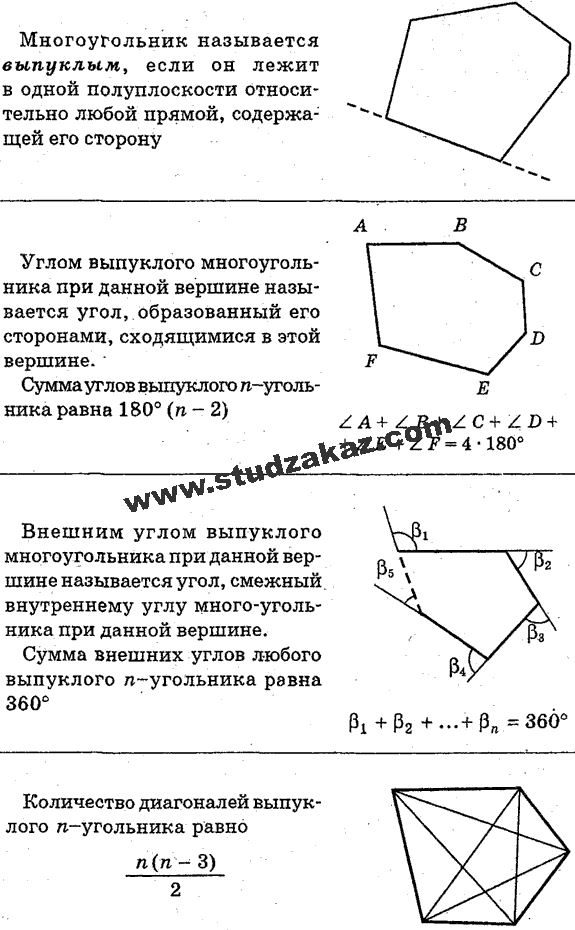 Многоугольник называется
выпуклым, если он лежит
в одной полуплоскости относи-
тельно любой прямой, содержа-
щей его сторону
A B
C
D
E
F
Углом выпуклого многоуголь-
ника при данной вершине назы-
вается угол, образованный его
сторонами, сходящимися в этой
вершине.
Сумма углов выпуклого n–уголь-
ника равна 180° (n – 2)
∠ A + ∠ B + ∠ C + ∠ D +
+ ∠ E + ∠ F = 4 · 180°
www.studzakaz.com
Внешним углом выпуклого
многоугольника при данной вер-
шине называется угол, смежный
внутреннему углу много-уголь-
ника при данной вершине.
Сумма внешних углов любого
выпуклого n–угольника равна
360°
β1
β2
β5
β3
β4
β1 + β2 + ...+ βn = 360°
Количество диагоналей выпук-
лого n–угольника равно
n(n – 3)
2